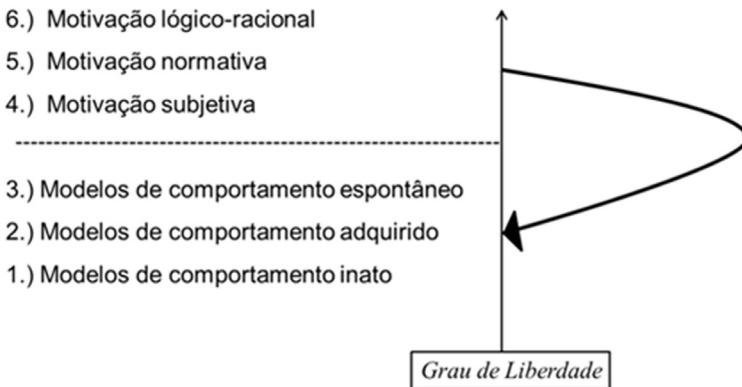 6.) Motivação lógico-racional
5.) Motivação normativa
4.) Motivação subjetiva
3.) Modelos de comportamento espontâneo
2.) Modelos de comportamento adquirido
1.) Modelos de comportamento inato
Grau de Liberdade